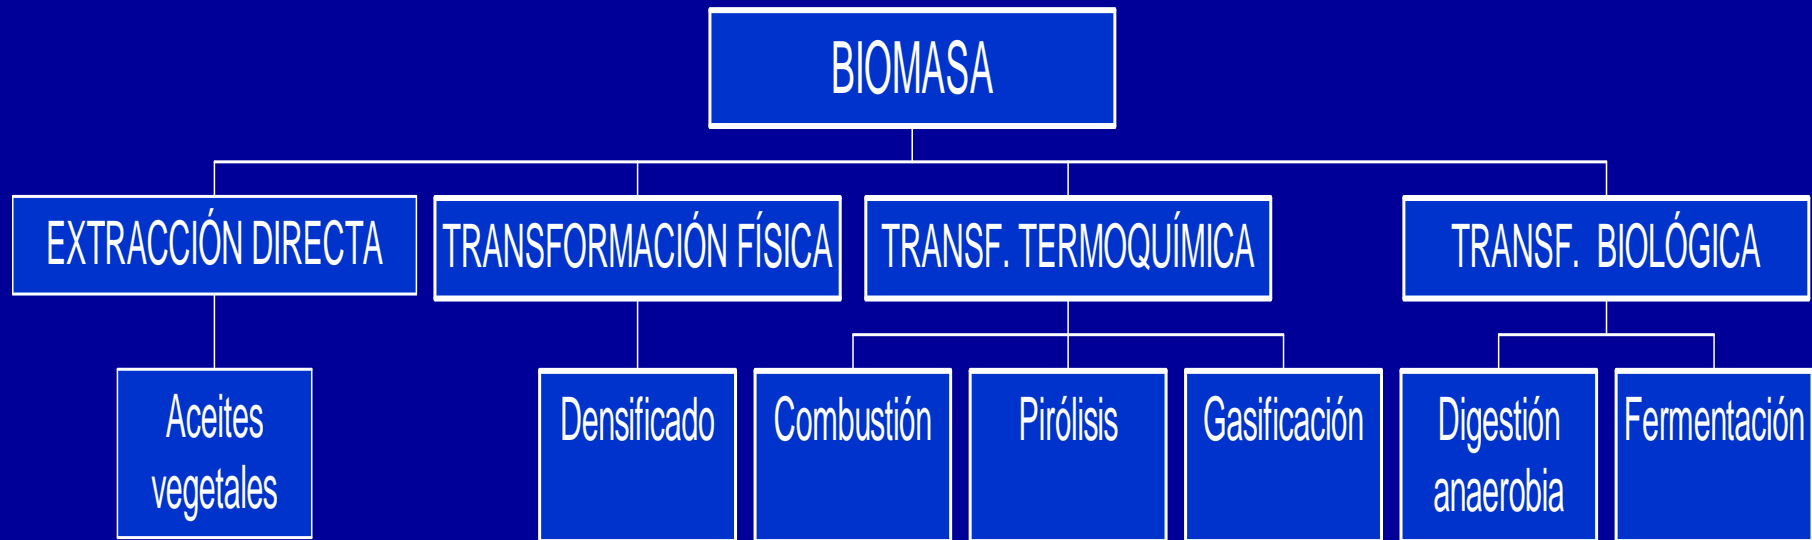 BIOMASA
EXTRACCIÓN DIRECTA
TRANSFORMACIÓN FÍSICA
TRANSF. TERMOQUÍMICA
TRANSF. BIOLÓGICA
Aceites
vegetales
Densificado
Combustión
Pirólisis
Gasificación
Digestión
anaerobia
Fermentación